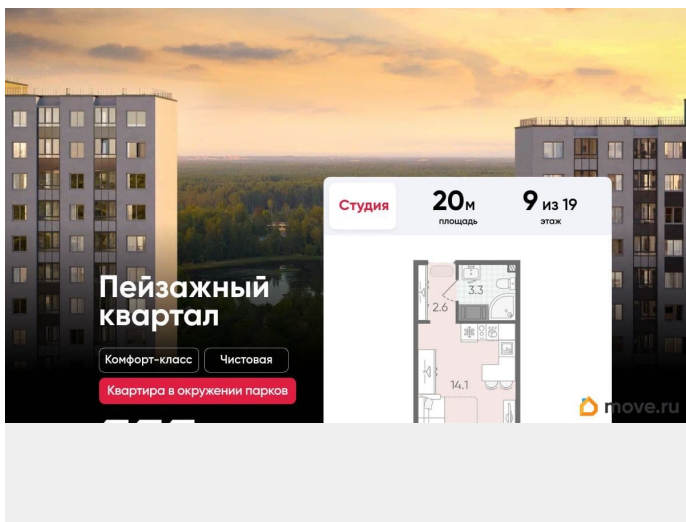 Студия
20м
площадь
9 из 19
этаж
Пейзажный
квартал
Комфорт-класс
Чистовая
Квартира в окружении парков
3.3
2.6
14.1
move.ru